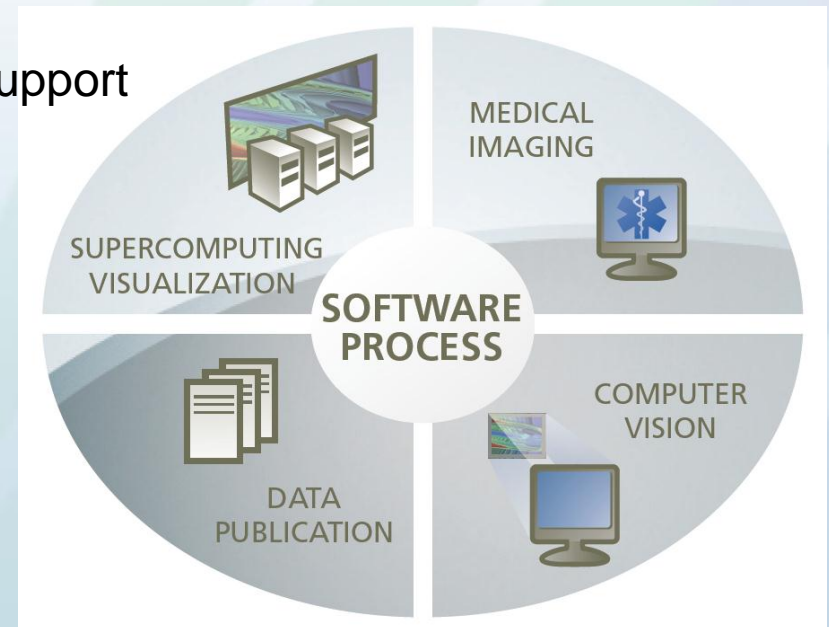 upport
MEDICAL
IMAGING
SUPERCOMPUTING
VISUALIZATION
SOFTWARE
PROCESS
COMPUTER
VISION
DATA
PUBLICATION